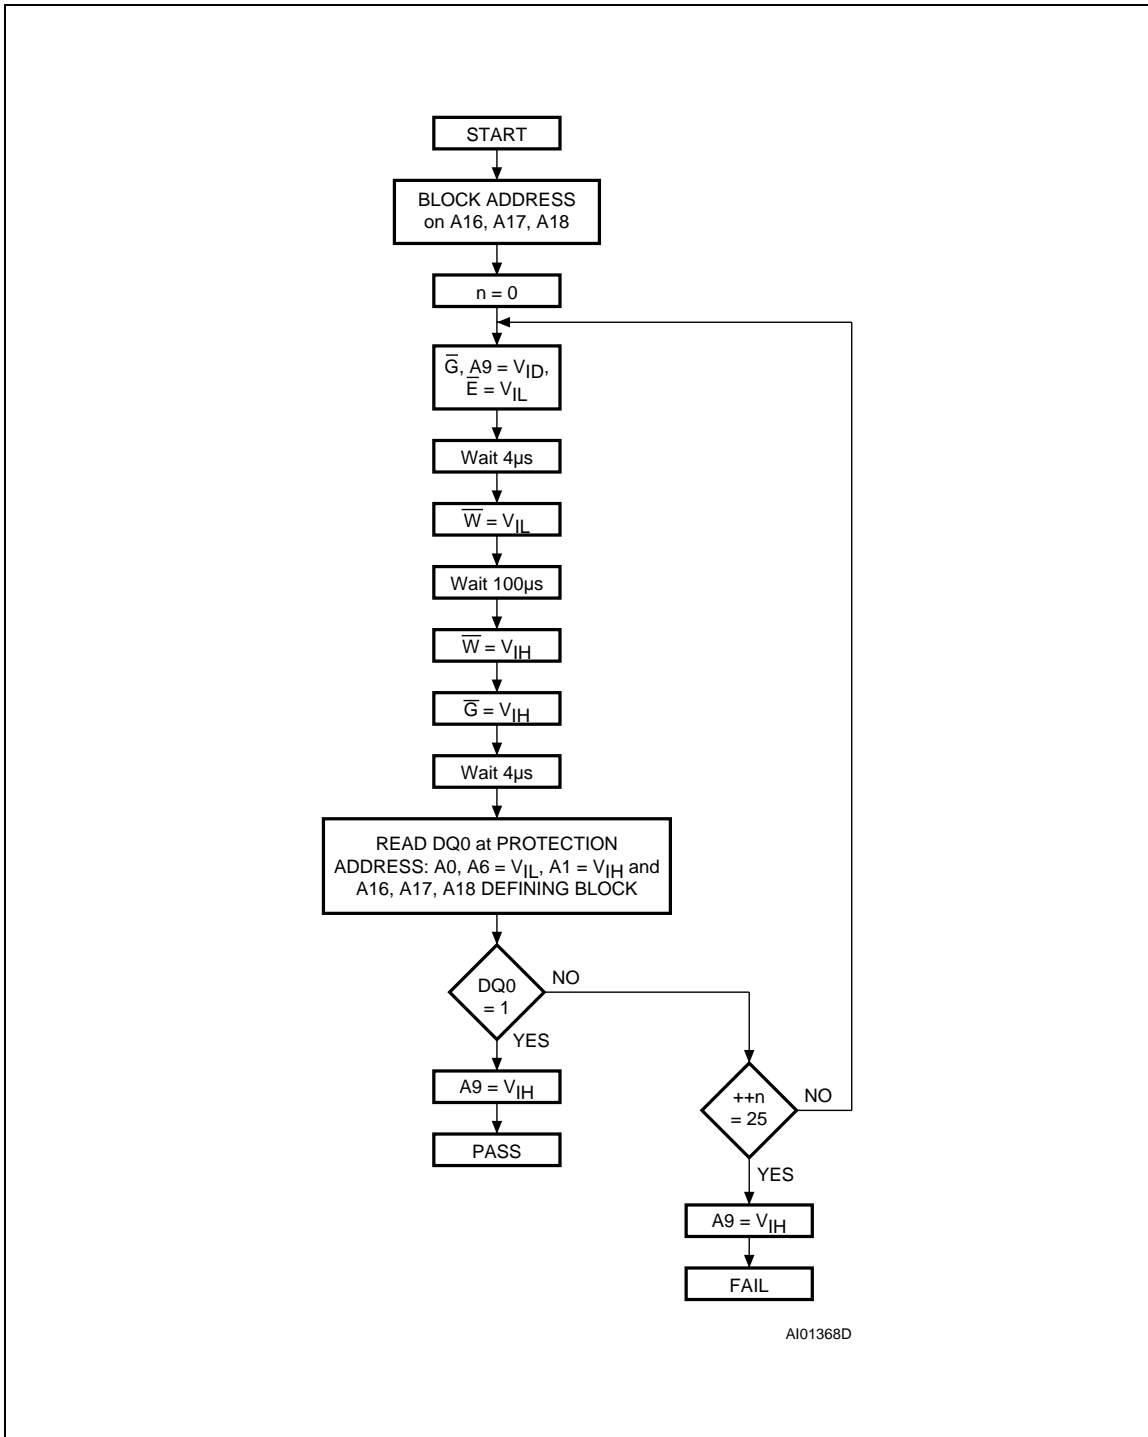 START
BLOCK ADDRESS
on A16, A17, A18
n = 0
G̅, A9 = VID,
E̅ = VIL
Wait 4µs
W̅ = VIL
Wait 100µs
W̅ = VIH
G̅ = VIH
Wait 4µs
READ DQ0 at PROTECTION
ADDRESS: A0, A6 = VIL, A1 = VIH and
A16, A17, A18 DEFINING BLOCK
DQ0
= 1
NO
YES
A9 = VIH
PASS
++n
= 25
NO
YES
A9 = VIH
FAIL
AI01368D